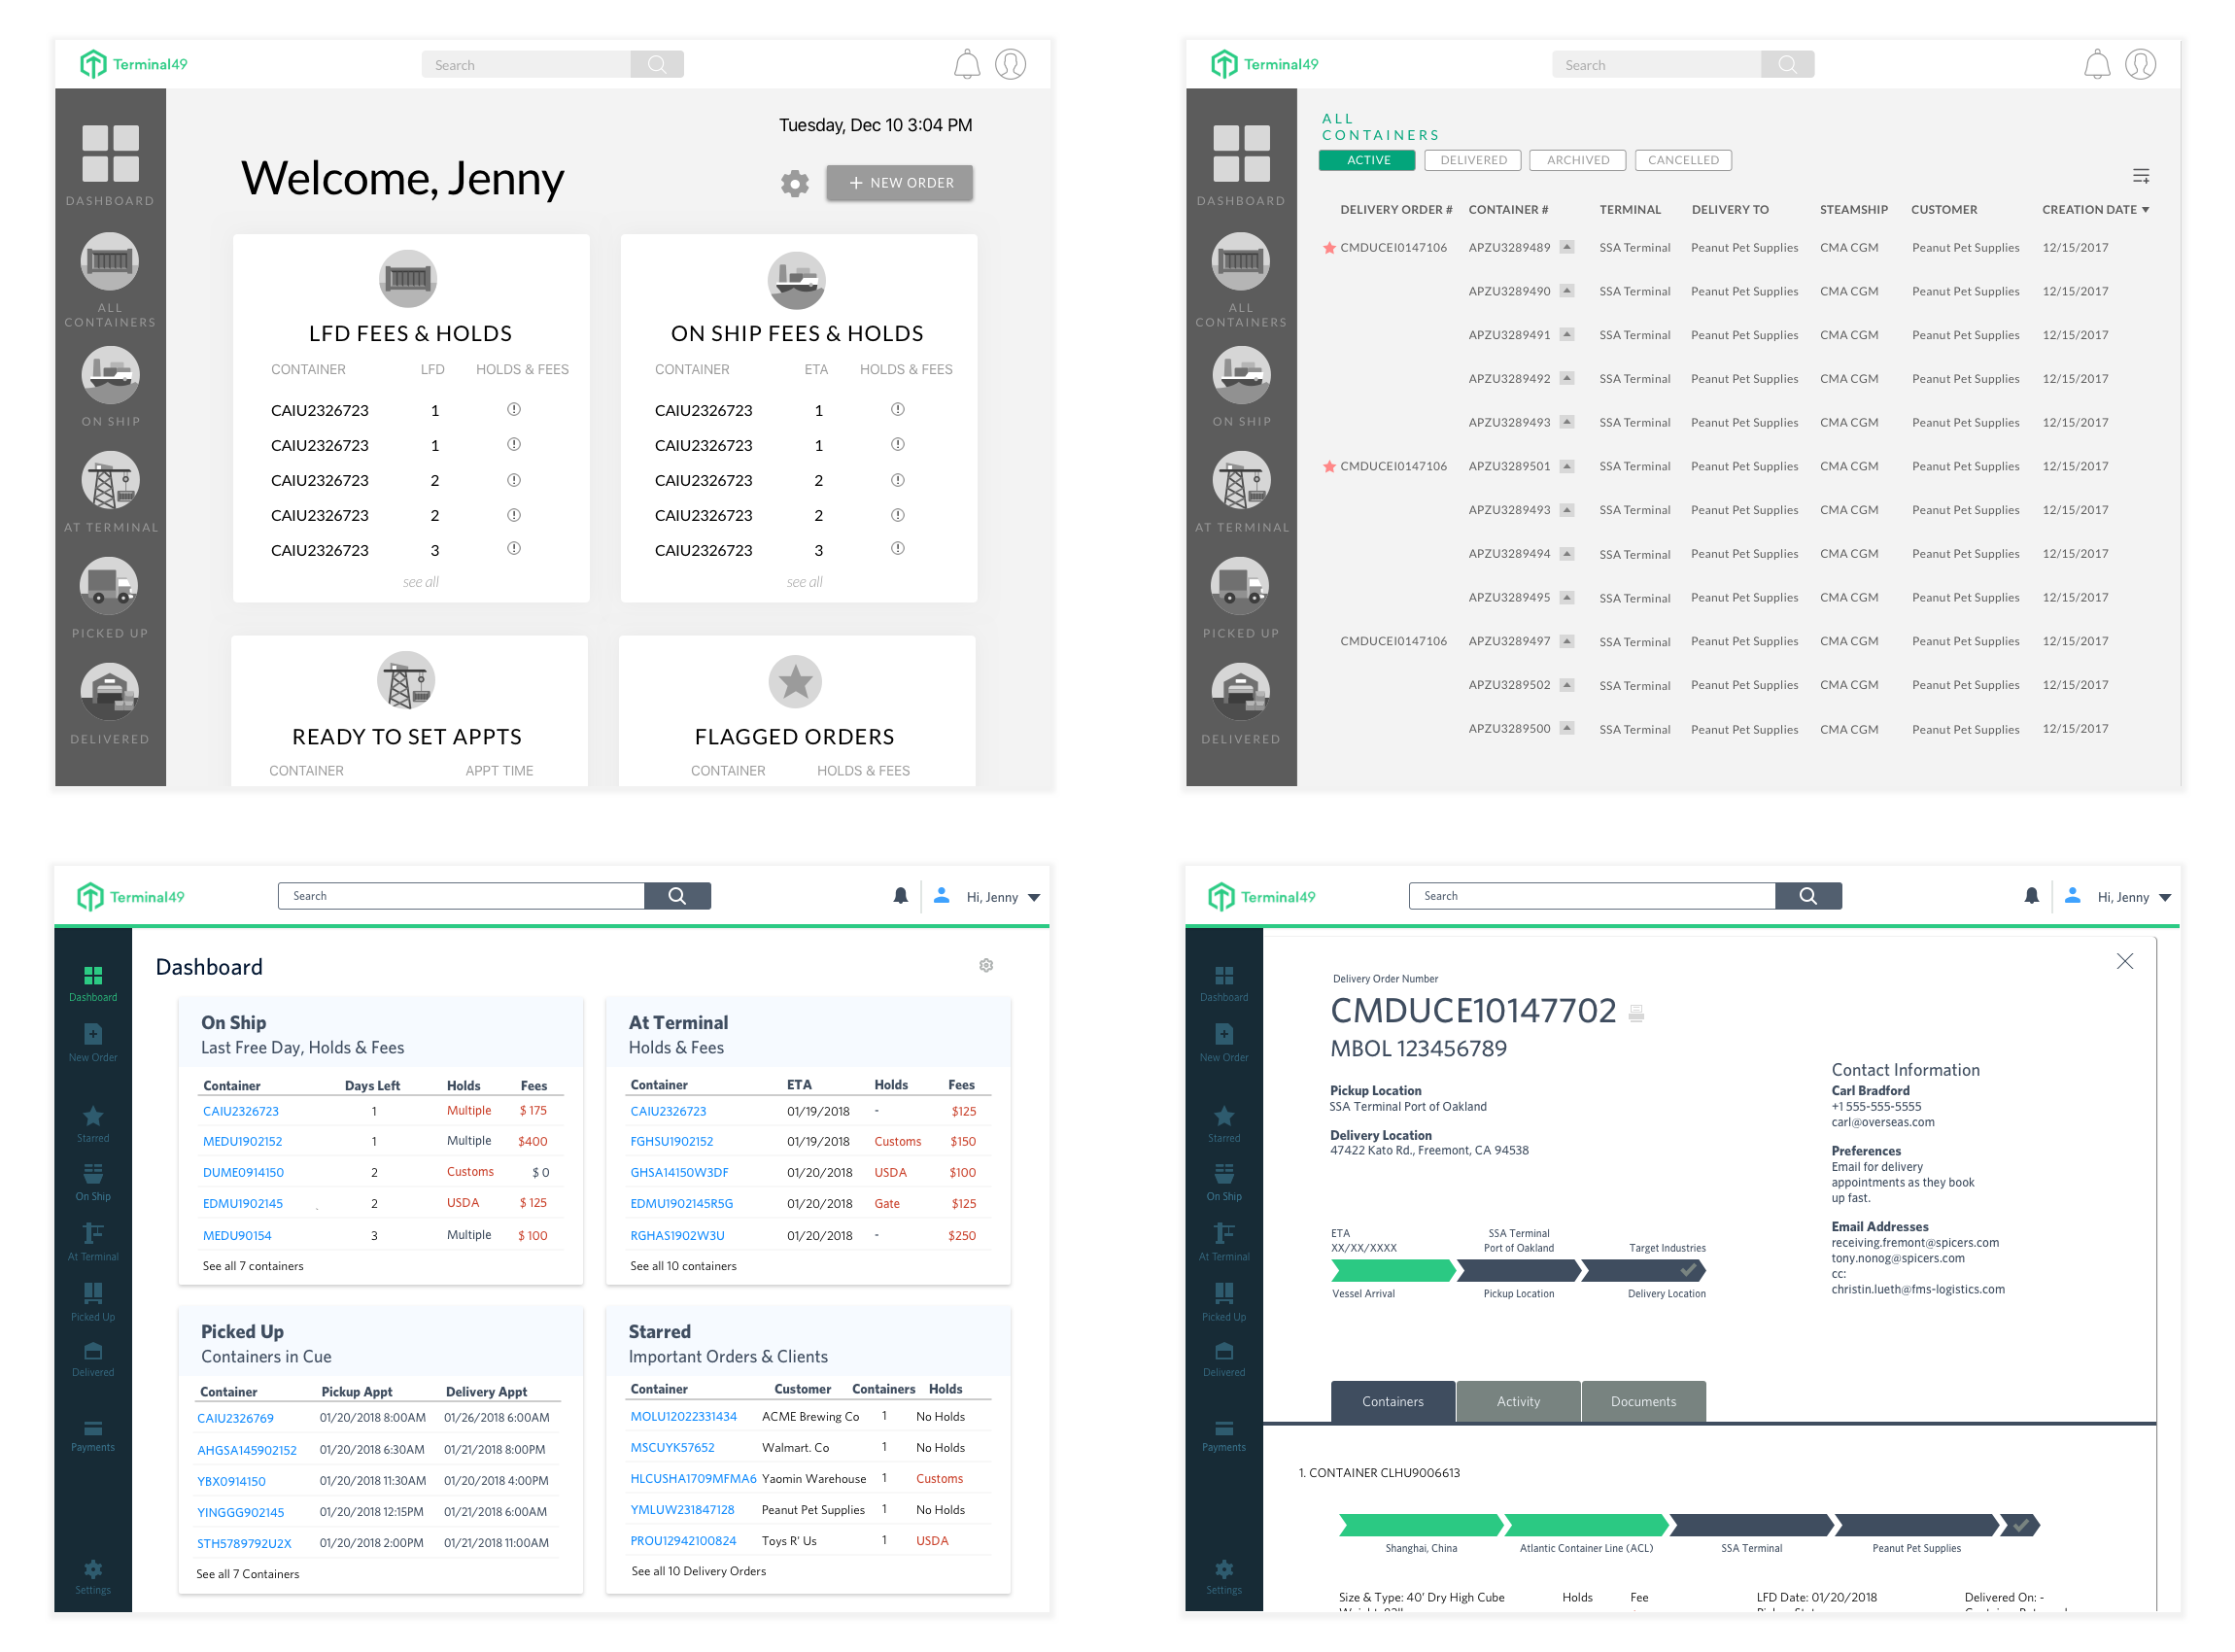 Terminal49
Search
DASHBOARD
ALL
CONTAINERS
ON SHIP
AT TERMINAL
PICKED UP
DELIVERED
Tuesday, Dec 10 3:04 PM
Welcome, Jenny
+ NEW ORDER
LFD FEES & HOLDS
CONTAINER LFD HOLDS & FEES
CAIU2326723 1
CAIU2326723 1
CAIU2326723 2
CAIU2326723 2
CAIU2326723 3
see all
ON SHIP FEES & HOLDS
CONTAINER ETA HOLDS & FEES
CAIU2326723 1
CAIU2326723 1
CAIU2326723 2
CAIU2326723 2
CAIU2326723 3
see all
READY TO SET APPTS
CONTAINER APPT TIME
FLAGGED ORDERS
CONTAINER HOLDS & FEES
Terminal49
Search
DASHBOARD
ALL
CONTAINERS
ON SHIP
AT TERMINAL
PICKED UP
DELIVERED
ALL
CONTAINERS
ACTIVE DELIVERED ARCHIVED CANCELLED
DELIVERY ORDER # CONTAINER # TERMINAL DELIVERY TO STEAMSHIP CUSTOMER CREATION DATE
CMDUCEI0147106 APZU3289489 SSA Terminal Peanut Pet Supplies CMA CGM Peanut Pet Supplies 12/15/2017
APZU3289490 SSA Terminal Peanut Pet Supplies CMA CGM Peanut Pet Supplies 12/15/2017
APZU3289491 SSA Terminal Peanut Pet Supplies CMA CGM Peanut Pet Supplies 12/15/2017
APZU3289492 SSA Terminal Peanut Pet Supplies CMA CGM Peanut Pet Supplies 12/15/2017
APZU3289493 SSA Terminal Peanut Pet Supplies CMA CGM Peanut Pet Supplies 12/15/2017
CMDUCEI0147106 APZU3289501 SSA Terminal Peanut Pet Supplies CMA CGM Peanut Pet Supplies 12/15/2017
APZU3289493 SSA Terminal Peanut Pet Supplies CMA CGM Peanut Pet Supplies 12/15/2017
APZU3289494 SSA Terminal Peanut Pet Supplies CMA CGM Peanut Pet Supplies 12/15/2017
APZU3289495 SSA Terminal Peanut Pet Supplies CMA CGM Peanut Pet Supplies 12/15/2017
CMDUCEI0147106 APZU3289497 SSA Terminal Peanut Pet Supplies CMA CGM Peanut Pet Supplies 12/15/2017
APZU3289502 SSA Terminal Peanut Pet Supplies CMA CGM Peanut Pet Supplies 12/15/2017
APZU3289500 SSA Terminal Peanut Pet Supplies CMA CGM Peanut Pet Supplies 12/15/2017
Terminal49
Search
Hi, Jenny
Dashboard
New Order
Starred
On Ship
At Terminal
Picked Up
Delivered
Payments
Settings
Dashboard
On Ship
Last Free Day, Holds & Fees
Container Days Left Holds Fees
CAIU2326723 1 Multiple $ 175
MEDU1902152 1 Multiple $400
DUME0914150 2 Customs $ 0
EDMU1902145 2 USDA $ 125
MEDU90154 3 Multiple $ 100
See all 7 containers
At Terminal
Holds & Fees
Container ETA Holds Fees
CAIU2326723 01/19/2018 - $125
FGHSU1902152 01/19/2018 Customs $150
GHSA14150W3DF 01/20/2018 USDA $100
EDMU1902145R5G 01/20/2018 Gate $125
RGHAS1902W3U 01/20/2018 - $250
See all 10 containers
Picked Up
Containers in Cue
Container Pickup Appt Delivery Appt
CAIU2326769 01/20/2018 8:00AM 01/26/2018 6:00AM
AHGSA145902152 01/20/2018 6:30AM 01/21/2018 8:00PM
YBX0914150 01/20/2018 11:30AM 01/20/2018 4:00PM
YINGGG902145 01/20/2018 12:15PM 01/21/2018 6:00AM
STH5789792U2X 01/20/2018 2:00PM 01/21/2018 11:00AM
See all 7 Containers
Starred
Important Orders & Clients
Container Customer Containers Holds
MOLU12022331434 ACME Brewing Co 1 No Holds
MSCUYK57652 Walmart. Co 1 No Holds
HLCUSHA1709MFMA6 Yaomin Warehouse 1 Customs
YMLUW231847128 Peanut Pet Supplies 1 No Holds
PROU12942100824 Toys R' Us 1 USDA
See all 10 Delivery Orders
Terminal49
Search
Hi, Jenny
Dashboard
New Order
Starred
On Ship
At Terminal
Picked Up
Delivered
Payments
Settings
Delivery Order Number
CMDUCE10147702
MBOL 123456789
Pickup Location
SSA Terminal Port of Oakland
Delivery Location
47422 Kato Rd., Freemont, CA 94538
Contact Information
Carl Bradford
+1 555-555-5555
carl@overseas.com
Preferences
Email for delivery
appointments as they book
up fast.
Email Addresses
receiving.fremont@spicers.com
tony.nonog@spicers.com
cc:
christin.lueth@fms-logistics.com
ETA SSA Terminal
XX/XX/XXXX Port of Oakland Target Industries
Vessel Arrival Pickup Location Delivery Location
Containers Activity Documents
1. CONTAINER CLHU9006613
Shanghai, China Atlantic Container Line (ACL) SSA Terminal Peanut Pet Supplies
Size & Type: 40' Dry High Cube Holds Fee LFD Date: 01/20/2018 Delivered On: -